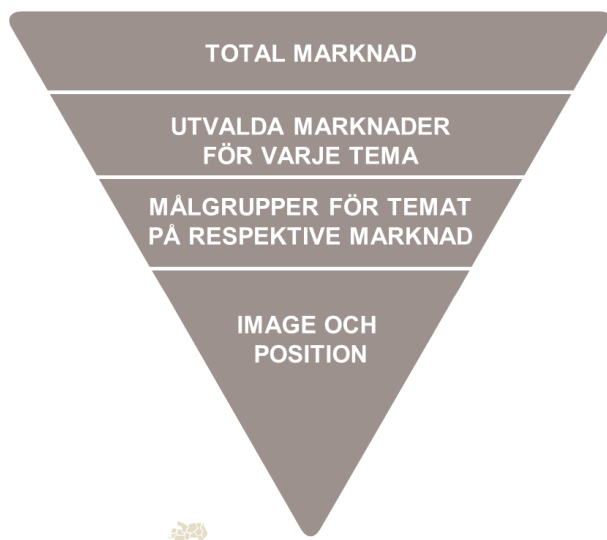 TOTAL MARKNAD
UTVALDA MARKNADER
FÖR VARJE TEMA
MÅLGRUPPER FÖR TEMAT
PÅ RESPEKTIVE MARKNAD
IMAGE OCH
POSITION